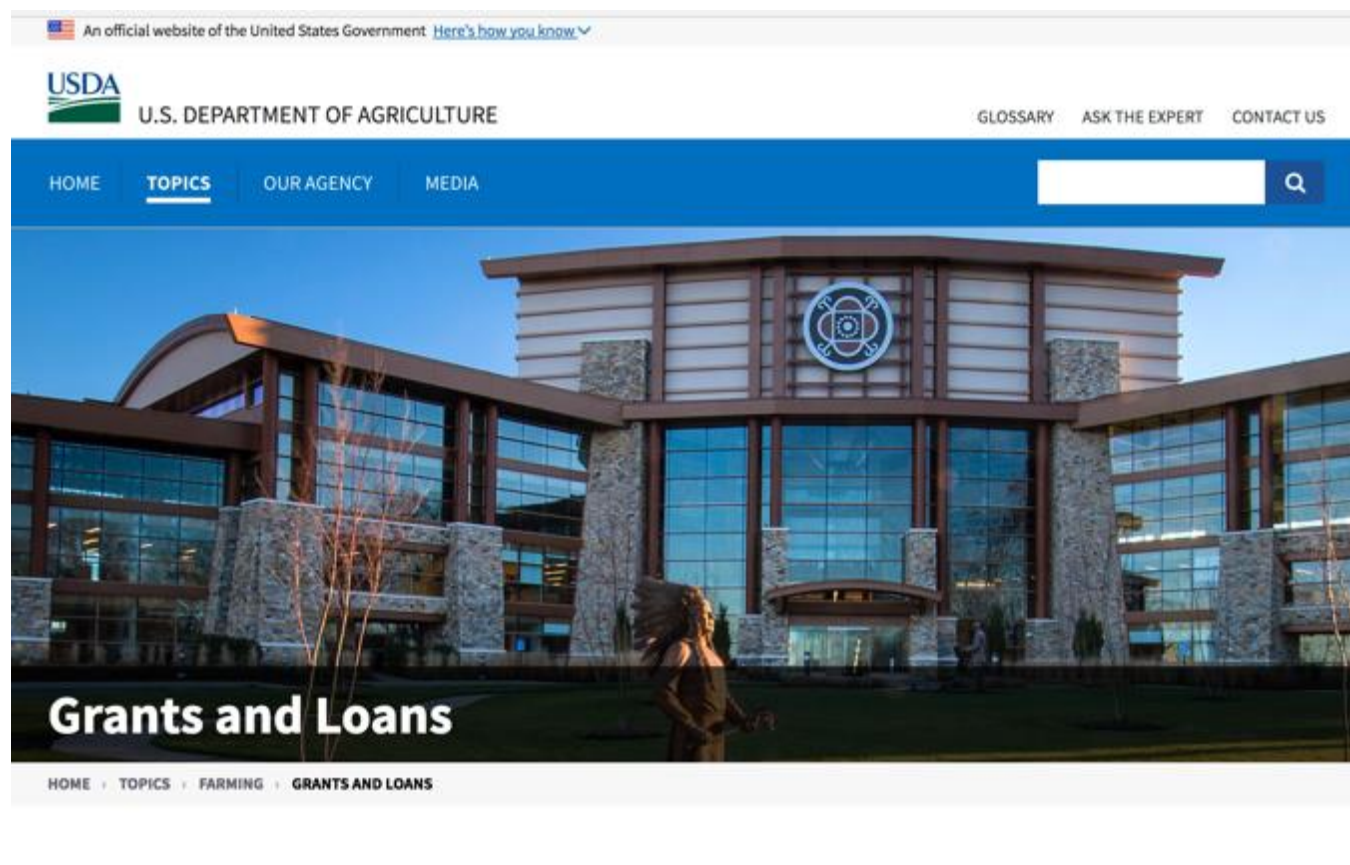 An official website of the United States Government Here's how you know
USDA
U.S. DEPARTMENT OF AGRICULTURE
GLOSSARY ASK THE EXPERT CONTACT US
HOME TOPICS OUR AGENCY MEDIA
Grants and Loans
HOME › TOPICS › FARMING › GRANTS AND LOANS